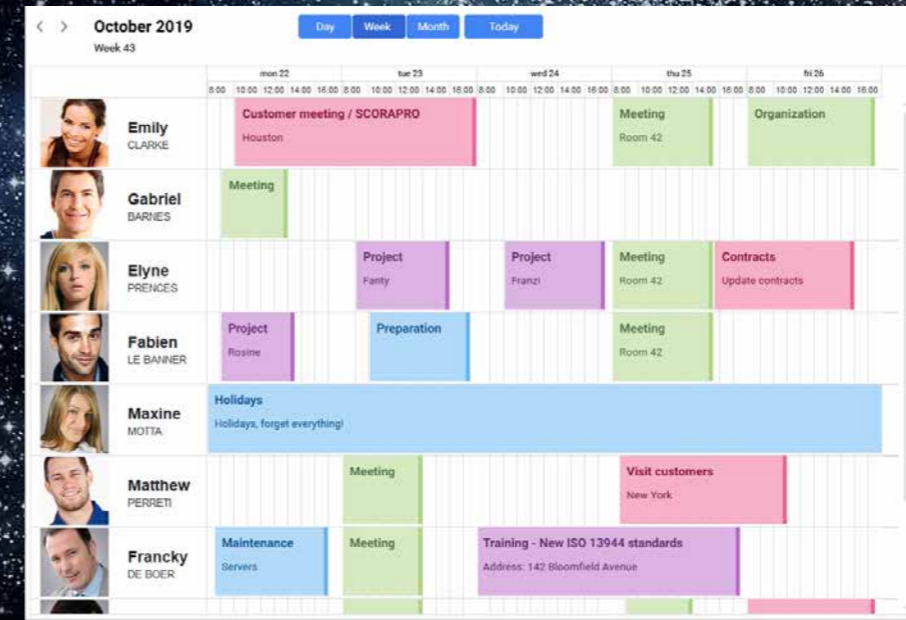 October 2019
Week 43
Day Week Month Today
mon 22 tue 23 wed 24 thu 25 fri 26
8:00 10:00 12:00 14:00 16:00 8:00 10:00 12:00 14:00 16:00 8:00 10:00 12:00 14:00 16:00 8:00 10:00 12:00 14:00 16:00 8:00 10:00 12:00 14:00 16:00
Emily
CLARKE
Customer meeting / SCORAPRO
Houston
Meeting
Room 42
Organization
Gabriel
BARNES
Meeting
Elyne
PRENCES
Project
Fanty
Project
Franzi
Meeting
Room 42
Contracts
Update contracts
Fabien
LE BANNER
Project
Rosine
Preparation
Meeting
Room 42
Maxine
MOTTA
Holidays
Holidays, forget everything!
Matthew
PERRETI
Meeting
Visit customers
New York
Francky
DE BOER
Maintenance
Servers
Meeting
Training - New ISO 13944 standards
Address: 142 Bloomfield Avenue